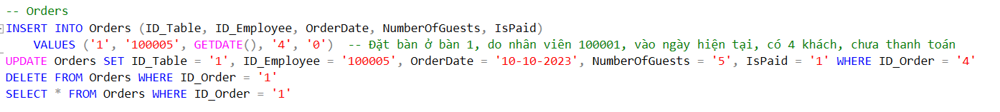 -- Orders
INSERT INTO Orders (ID_Table, ID_Employee, OrderDate, NumberOfGuests, IsPaid)
VALUES ('1', '100005', GETDATE(), '4', '0')  -- Đặt bàn ở bàn 1, do nhân viên 100001, vào ngày hiện tại, có 4 khách, chưa thanh toán
UPDATE Orders SET ID_Table = '1', ID_Employee = '100005', OrderDate = '10-10-2023', NumberOfGuests = '5', IsPaid = '1' WHERE ID_Order = '4'
DELETE FROM Orders WHERE ID_Order = '1'
SELECT * FROM Orders WHERE ID_Order = '1'